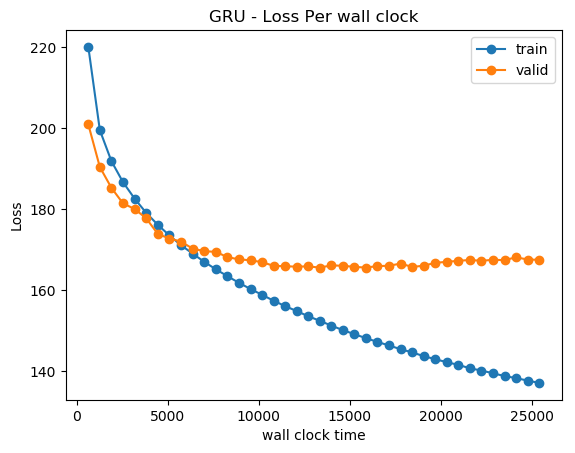 GRU - Loss Per wall clock
train
valid
220
200
180
160
140
Loss
0
5000
10000
15000
20000
25000
wall clock time